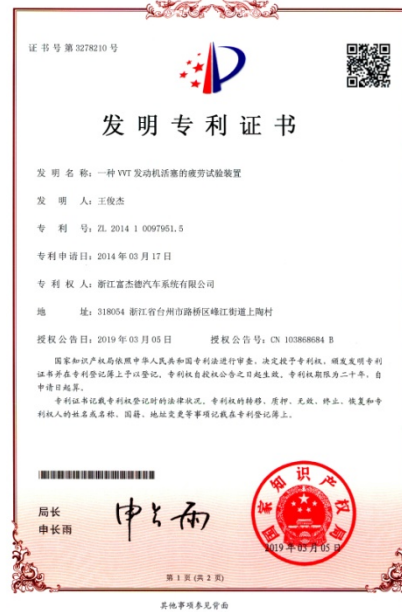 证书号第3278210号
发明专利证书
发明名称：一种VVT发动机活塞的疲劳试验装置
发明人：王俊杰
专利号：ZL 2014 1 0097951.5
专利申请日：2014年03月17日
专利权人：浙江富杰德汽车系统有限公司
地址：318054 浙江省台州市路桥区峰江街道上陶村
授权公告日：2019年03月05日 授权公告号：CN 103868684 B
国家知识产权局依照中华人民共和国专利法进行审查，决定授予专利权，颁发发明专利
证书并在专利登记簿上予以登记。专利权自授权公告之日起生效。专利权期限为二十年，自
申请日起算。
专利证书记载专利权登记时的法律状况。专利权的转移、质押、无效、终止、恢复和专
利权人的姓名或名称、国籍、地址变更等事项记载在专利登记簿上。
局长
申长雨
申长雨
国家知识产权局
2019年03月05日
第1页（共2页）
其他事项参见背面